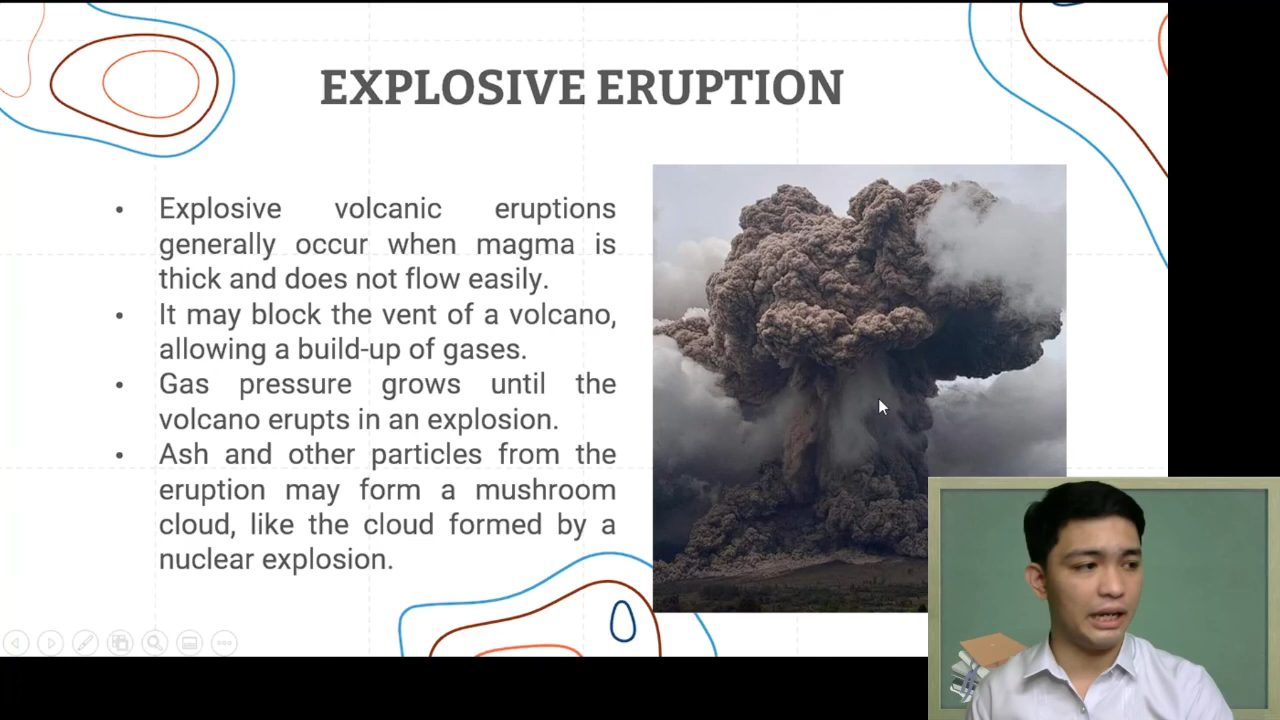 EXPLOSIVE ERUPTION
• Explosive volcanic eruptions
generally occur when magma is
thick and does not flow easily.
• It may block the vent of a volcano,
allowing a build-up of gases.
• Gas pressure grows until the
volcano erupts in an explosion.
• Ash and other particles from the
eruption may form a mushroom
cloud, like the cloud formed by a
nuclear explosion.